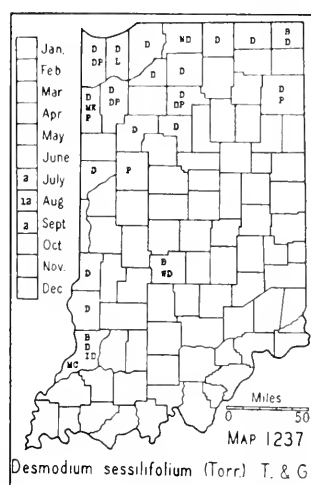 Jan.
Feb
Mar
Apr
May
June
2 July
12 Aug
2 Sept
Oct
Nov.
Dec
D D D WD D D B
DP L D
D D
D D D D
MK DP DP P
P
D D
D P
B
D WD
D
B
D
ID
MC
Miles
0 50
MAP 1237
Desmodium sessilifolium (Torr.) T. & G